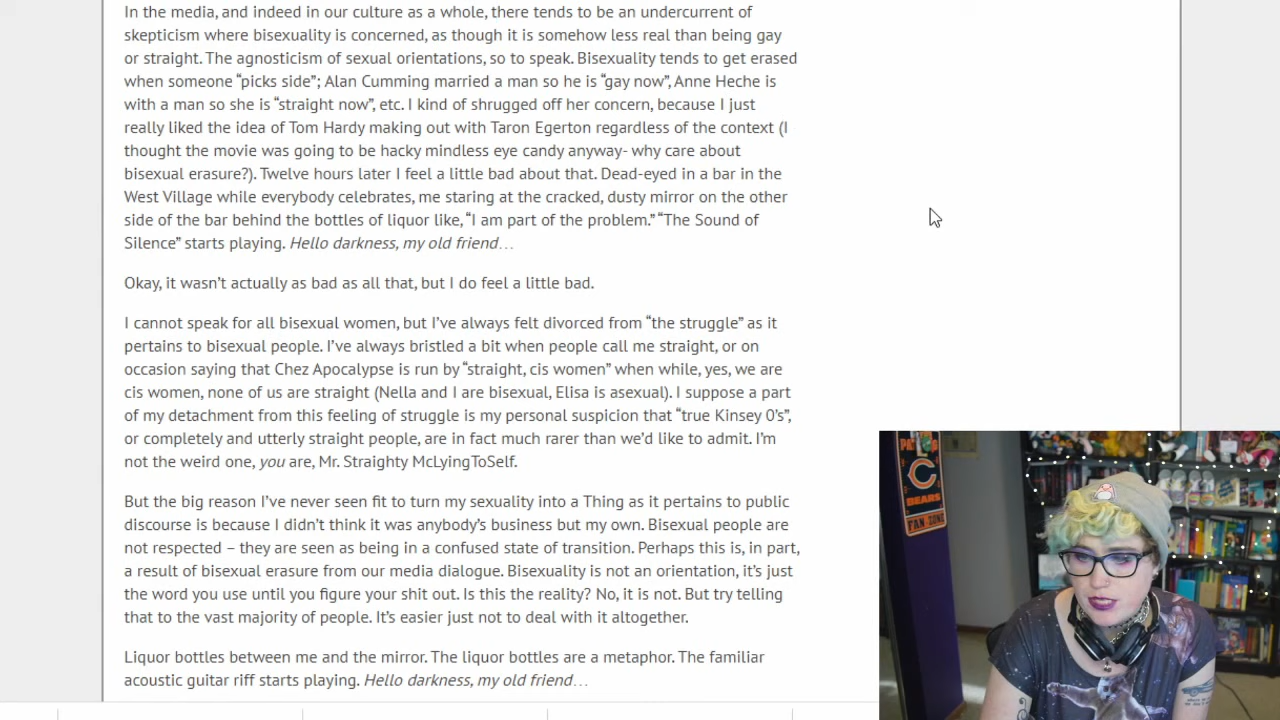 In the media, and indeed in our culture as a whole, there tends to be an undercurrent of
skepticism where bisexuality is concerned, as though it is somehow less real than being gay
or straight. The agnosticism of sexual orientations, so to speak. Bisexuality tends to get erased
when someone “picks side”; Alan Cumming married a man so he is “gay now”, Anne Heche is
with a man so she is “straight now”, etc. I kind of shrugged off her concern, because I just
really liked the idea of Tom Hardy making out with Taron Egerton regardless of the context (I
thought the movie was going to be hacky mindless eye candy anyway- why care about
bisexual erasure?). Twelve hours later I feel a little bad about that. Dead-eyed in a bar in the
West Village while everybody celebrates, me staring at the cracked, dusty mirror on the other
side of the bar behind the bottles of liquor like, “I am part of the problem.” “The Sound of
Silence” starts playing. Hello darkness, my old friend…
Okay, it wasn’t actually as bad as all that, but I do feel a little bad.
I cannot speak for all bisexual women, but I’ve always felt divorced from “the struggle” as it
pertains to bisexual people. I’ve always bristled a bit when people call me straight, or on
occasion saying that Chez Apocalypse is run by “straight, cis women” when while, yes, we are
cis women, none of us are straight (Nella and I are bisexual, Elisa is asexual). I suppose a part
of my detachment from this feeling of struggle is my personal suspicion that “true Kinsey 0’s”,
or completely and utterly straight people, are in fact much rarer than we’d like to admit. I’m
not the weird one, you are, Mr. Straighty McLyingToSelf.
But the big reason I’ve never seen fit to turn my sexuality into a Thing as it pertains to public
discourse is because I didn’t think it was anybody’s business but my own. Bisexual people are
not respected – they are seen as being in a confused state of transition. Perhaps this is, in part,
a result of bisexual erasure from our media dialogue. Bisexuality is not an orientation, it’s just
the word you use until you figure your shit out. Is this the reality? No, it is not. But try telling
that to the vast majority of people. It’s easier just not to deal with it altogether.
Liquor bottles between me and the mirror. The liquor bottles are a metaphor. The familiar
acoustic guitar riff starts playing. Hello darkness, my old friend…
BEARS